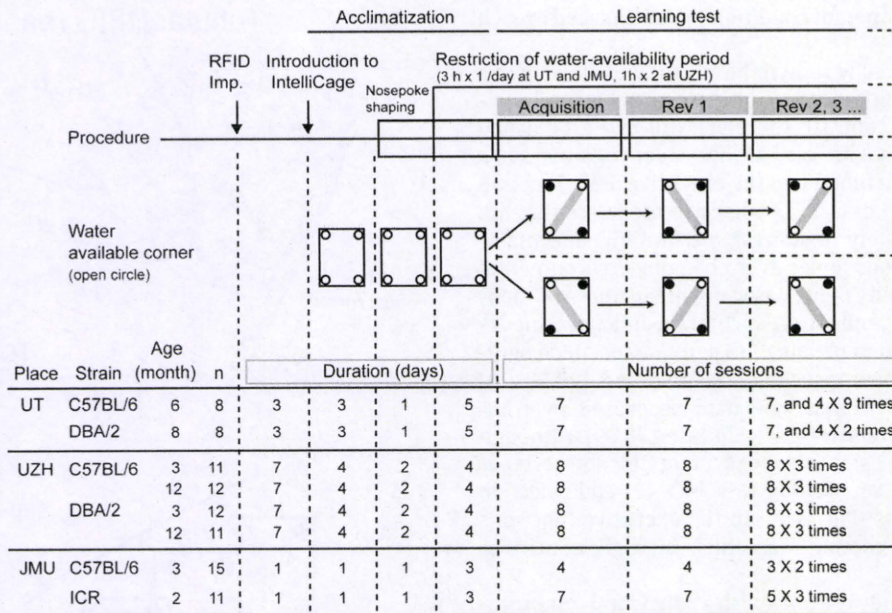 Acclimatization Learning test
RFID Imp. Introduction to IntelliCage Restriction of water-availability period
(3 h x 1 /day at UT and JMU, 1h x 2 at UZH)
Nosepoke shaping
Acquisition Rev 1 Rev 2, 3 ...
Procedure
Water
available corner
(open circle)
Place Strain Age (month) n Duration (days) Number of sessions
UT C57BL/6 6 8 3 3 1 5 7 7 7, and 4 X 9 times
DBA/2 8 8 3 3 1 5 7 7 7, and 4 X 2 times
UZH C57BL/6 3 11 7 4 2 4 8 8 8 X 3 times
12 12 7 4 2 4 8 8 8 X 3 times
DBA/2 3 12 7 4 2 4 8 8 8 X 3 times
12 11 7 4 2 4 8 8 8 X 3 times
JMU C57BL/6 3 15 1 1 1 3 4 4 3 X 2 times
ICR 2 11 1 1 1 3 7 7 5 X 3 times